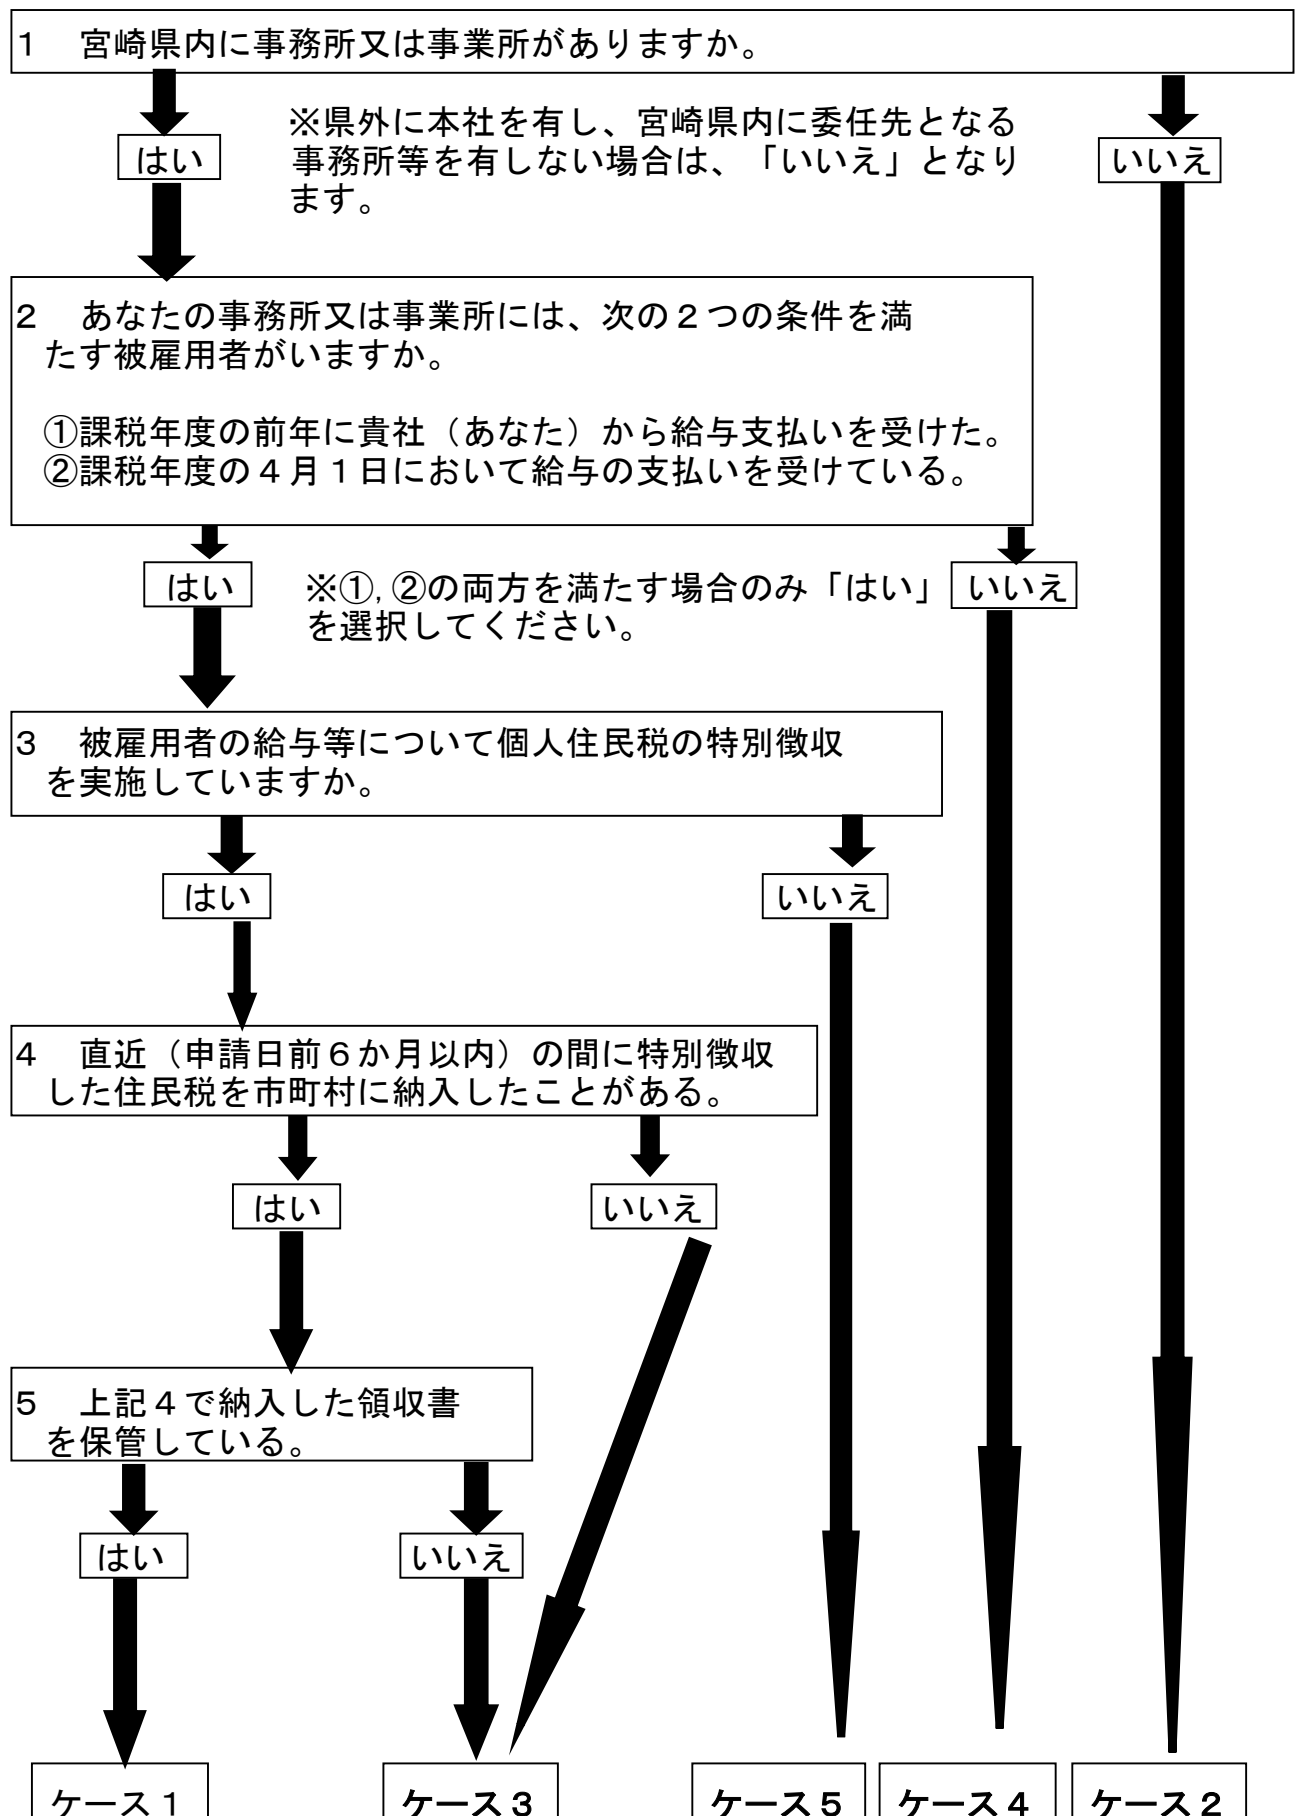 １　宮崎県内に事務所又は事業所がありますか。
※県外に本社を有し、宮崎県内に委任先となる
事務所等を有しない場合は、「いいえ」となり
ます。
はい
いいえ
２　あなたの事務所又は事業所には、次の２つの条件を満
たす被雇用者がいますか。
①課税年度の前年に貴社（あなた）から給与支払いを受けた。
②課税年度の４月１日において給与の支払いを受けている。
はい
※①,②の両方を満たす場合のみ「はい」
を選択してください。
いいえ
３　被雇用者の給与等について個人住民税の特別徴収
を実施していますか。
はい
いいえ
４　直近（申請日前６か月以内）の間に特別徴収
した住民税を市町村に納入したことがある。
はい
いいえ
５　上記４で納入した領収書
を保管している。
はい
いいえ
ケース１
ケース３
ケース５
ケース４
ケース２